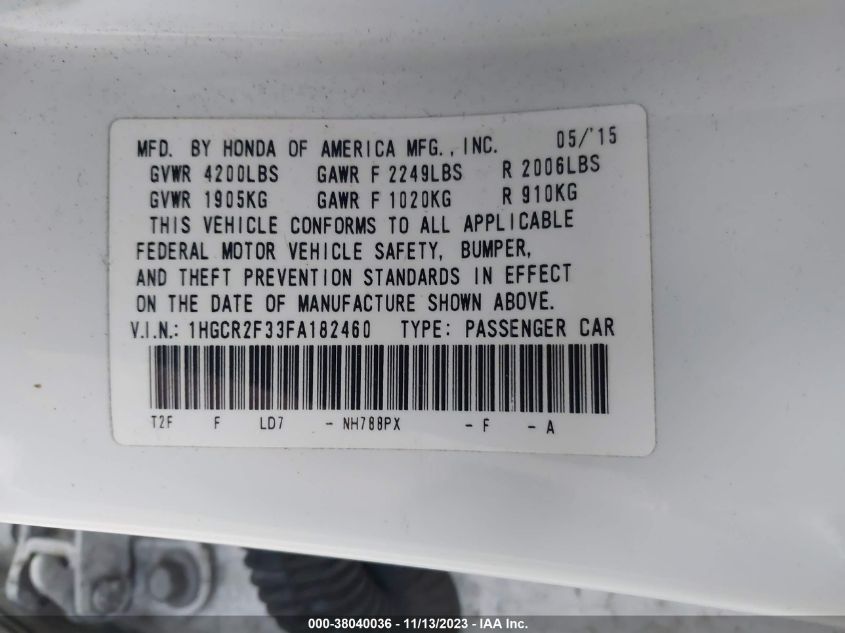 MFD. BY HONDA OF AMERICA MFG., INC. 05/'15
GVWR 4200LBS GAWR F 2249LBS R 2006LBS
GVWR 1905KG GAWR F 1020KG R 910KG
THIS VEHICLE CONFORMS TO ALL APPLICABLE
FEDERAL MOTOR VEHICLE SAFETY, BUMPER,
AND THEFT PREVENTION STANDARDS IN EFFECT
ON THE DATE OF MANUFACTURE SHOWN ABOVE.
V.I.N.: 1HGCR2F33FA182460 TYPE: PASSENGER CAR
T2F F LD7 - NH788PX - F - A
000-38040036 - 11/13/2023 - © IAA Inc.